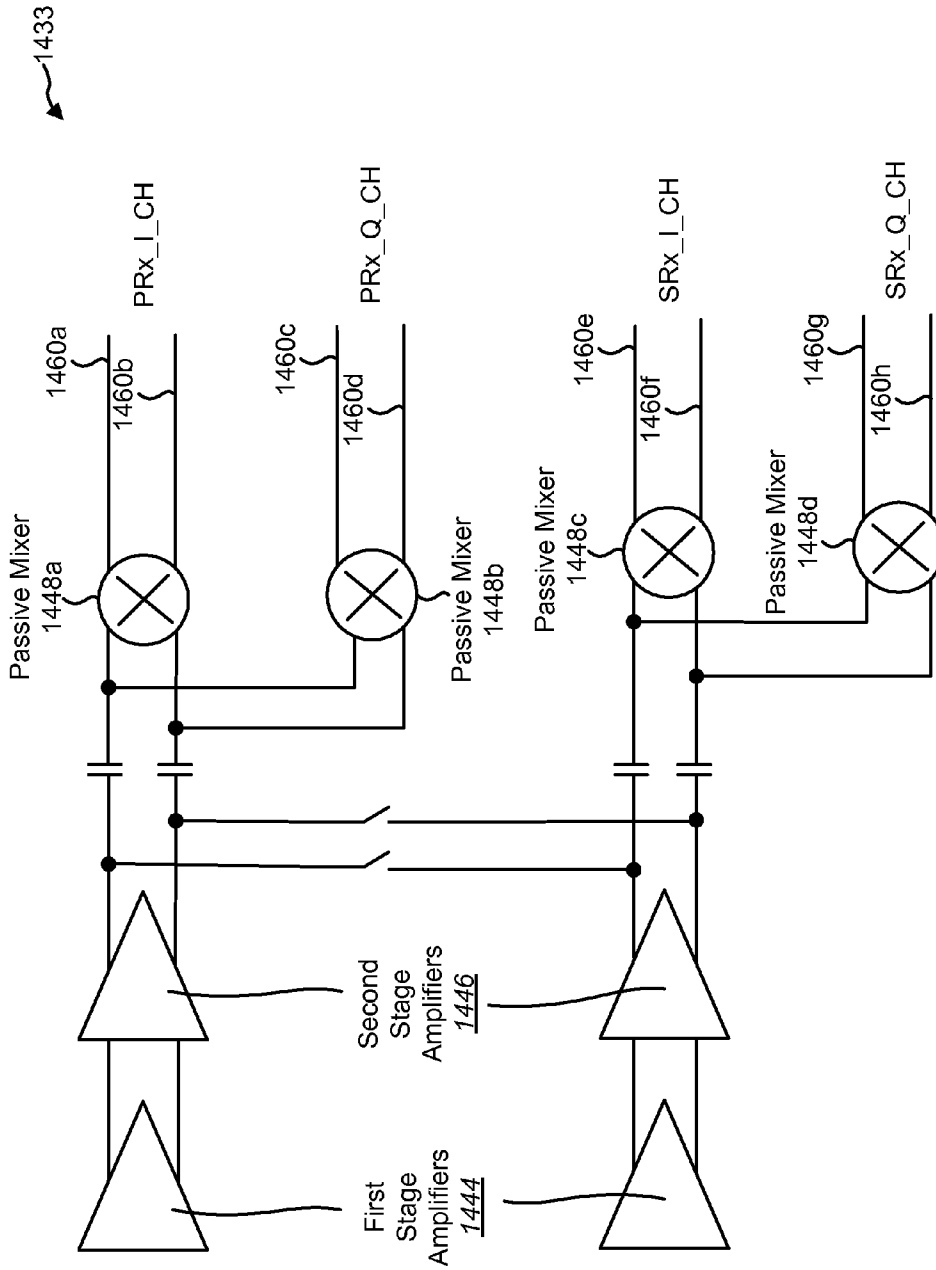 1433
PRx_I_CH
1460a
1460b
Passive Mixer
1448a
PRx_Q_CH
1460c
1460d
Passive Mixer
1448b
SRx_I_CH
1460e
1460f
Passive Mixer
1448c
SRx_Q_CH
1460g
1460h
Passive Mixer
1448d
Second
Stage
Amplifiers
1446
First
Stage
Amplifiers
1444